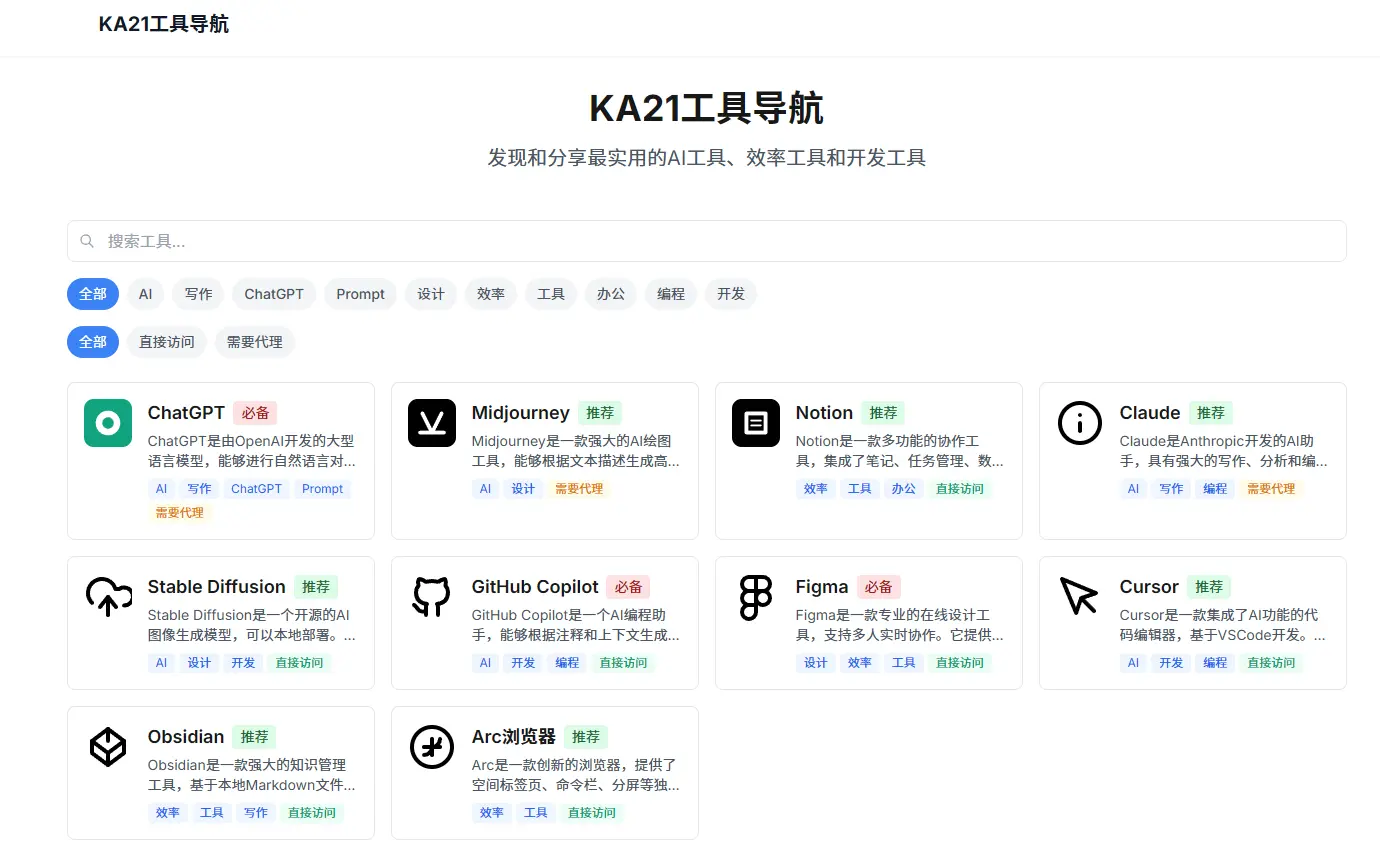 KA21工具导航
KA21工具导航
发现和分享最实用的AI工具、效率工具和开发工具
搜索工具...
全部 AI 写作 ChatGPT Prompt 设计 效率 工具 办公 编程 开发
全部 直接访问 需要代理
ChatGPT 必备
ChatGPT是由OpenAI开发的大型
语言模型，能够进行自然语言对...
AI 写作 ChatGPT Prompt
需要代理
Midjourney 推荐
Midjourney是一款强大的AI绘图
工具，能够根据文本描述生成高...
AI 设计 需要代理
Notion 推荐
Notion是一款多功能的协作工
具，集成了笔记、任务管理、数...
效率 工具 办公 直接访问
Claude 推荐
Claude是Anthropic开发的AI助
手，具有强大的写作、分析和编...
AI 写作 编程 需要代理
Stable Diffusion 推荐
Stable Diffusion是一个开源的AI
图像生成模型，可以本地部署。...
AI 设计 开发 直接访问
GitHub Copilot 必备
GitHub Copilot是一个AI编程助
手，能够根据注释和上下文生成...
AI 开发 编程 直接访问
Figma 必备
Figma是一款专业的在线设计工
具，支持多人实时协作。它提供...
设计 效率 工具 直接访问
Cursor 推荐
Cursor是一款集成了AI功能的代
码编辑器，基于VSCode开发。...
AI 开发 编程 直接访问
Obsidian 推荐
Obsidian是一款强大的知识管理
工具，基于本地Markdown文件...
效率 工具 写作 直接访问
Arc浏览器 推荐
Arc是一款创新的浏览器，提供了
空间标签页、命令栏、分屏等独...
效率 工具 直接访问